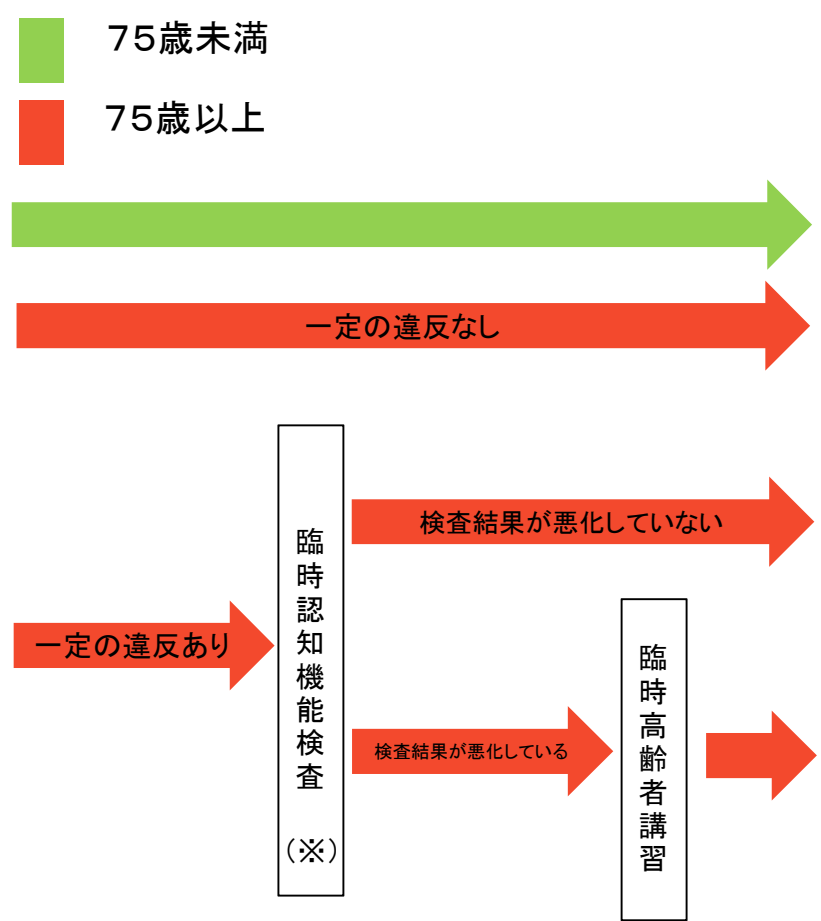 75歳未満
75歳以上
一定の違反なし
検査結果が悪化していない
一定の違反あり
臨時認知機能検査
(※)
検査結果が悪化している
臨時高齢者講習